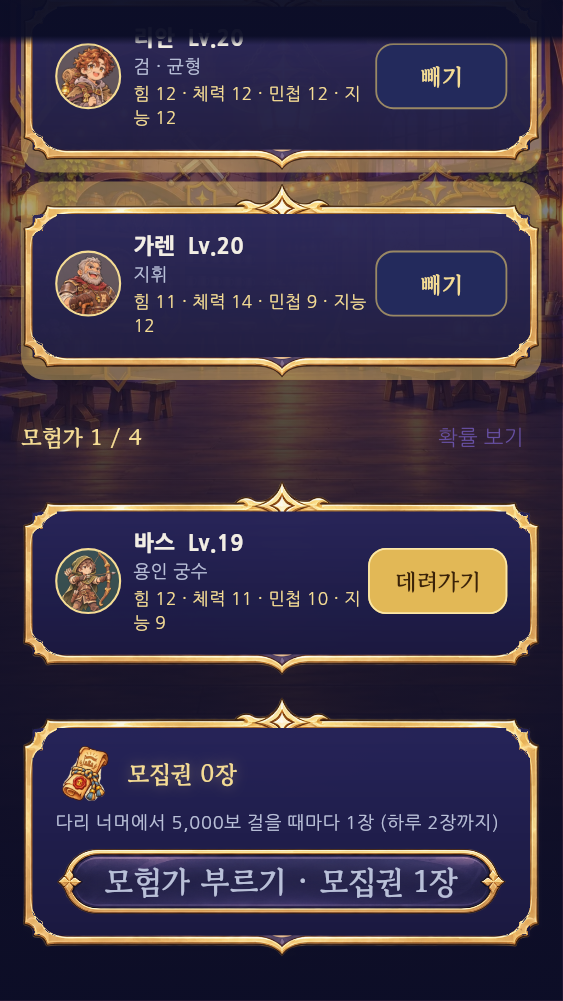 리안 Lv.20
검 · 균형
힘 12 · 체력 12 · 민첩 12 · 지
능 12
빼기
가렌 Lv.20
지휘
힘 11 · 체력 14 · 민첩 9 · 지능
12
빼기
모험가 1 / 4
확률 보기
바스 Lv.19
용인 궁수
힘 12 · 체력 11 · 민첩 10 · 지
능 9
데려가기
모집권 0장
다리 너머에서 5,000보 걸을 때마다 1장 (하루 2장까지)
모험가 부르기 · 모집권 1장